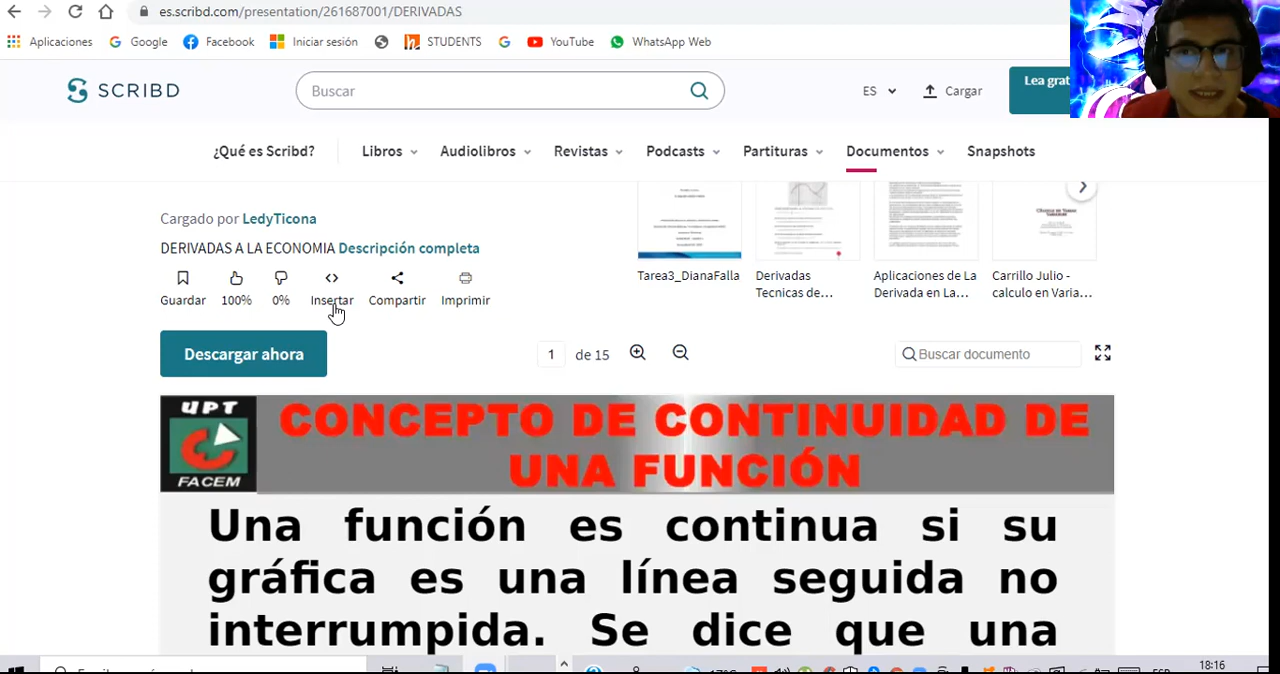 es.scribd.com/presentation/261687001/DERIVADAS
Aplicaciones Google Facebook Iniciar sesión STUDENTS YouTube WhatsApp Web
SCRIBD Buscar ES Cargar Lea grat
¿Qué es Scribd? Libros Audiolibros Revistas Podcasts Partituras Documentos Snapshots
Cargado por LedyTicona
DERIVADAS A LA ECONOMIA Descripción completa
Guardar 100% 0% Insertar Compartir Imprimir
Tarea3_DianaFalla
Derivadas
Tecnicas de...
Aplicaciones de La
Derivada en La...
Carrillo Julio -
calculo en Varia...
Descargar ahora 1 de 15 Buscar documento
UPT
FACEM
CONCEPTO DE CONTINUIDAD DE
UNA FUNCIÓN
Una función es continua si su
gráfica es una línea seguida no
interrumpida. Se dice que una
18:16